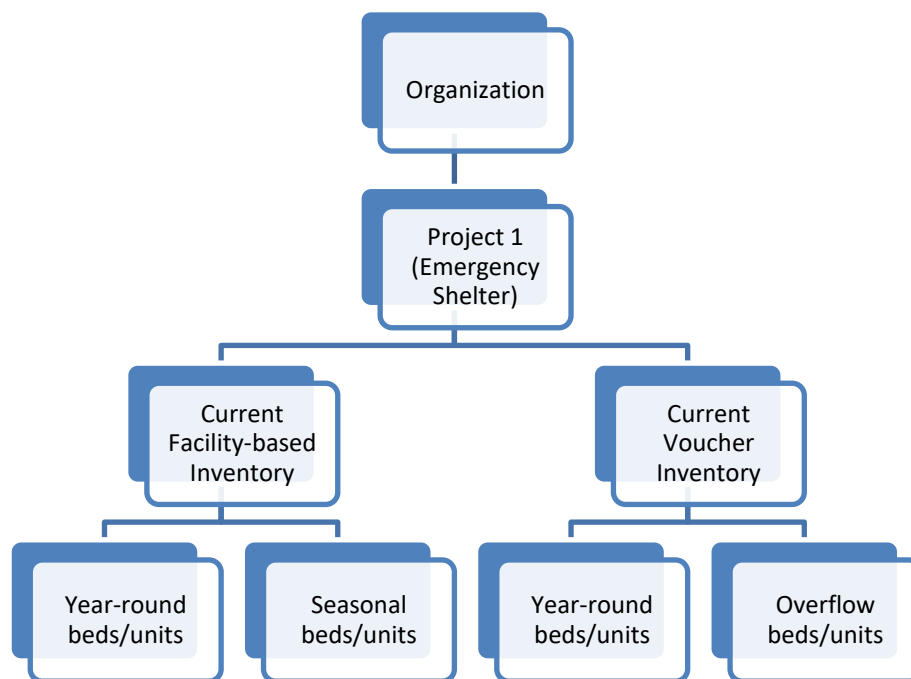 Organization
Project 1
(Emergency
Shelter)
Current
Facility-based
Inventory
Current
Voucher
Inventory
Year-round
beds/units
Seasonal
beds/units
Year-round
beds/units
Overflow
beds/units